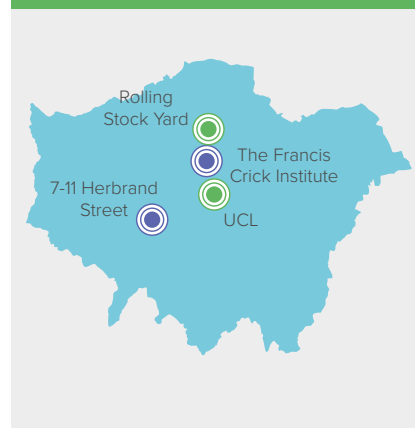 Rolling
Stock Yard
The Francis
Crick Institute
7-11 Herbrand
Street
UCL